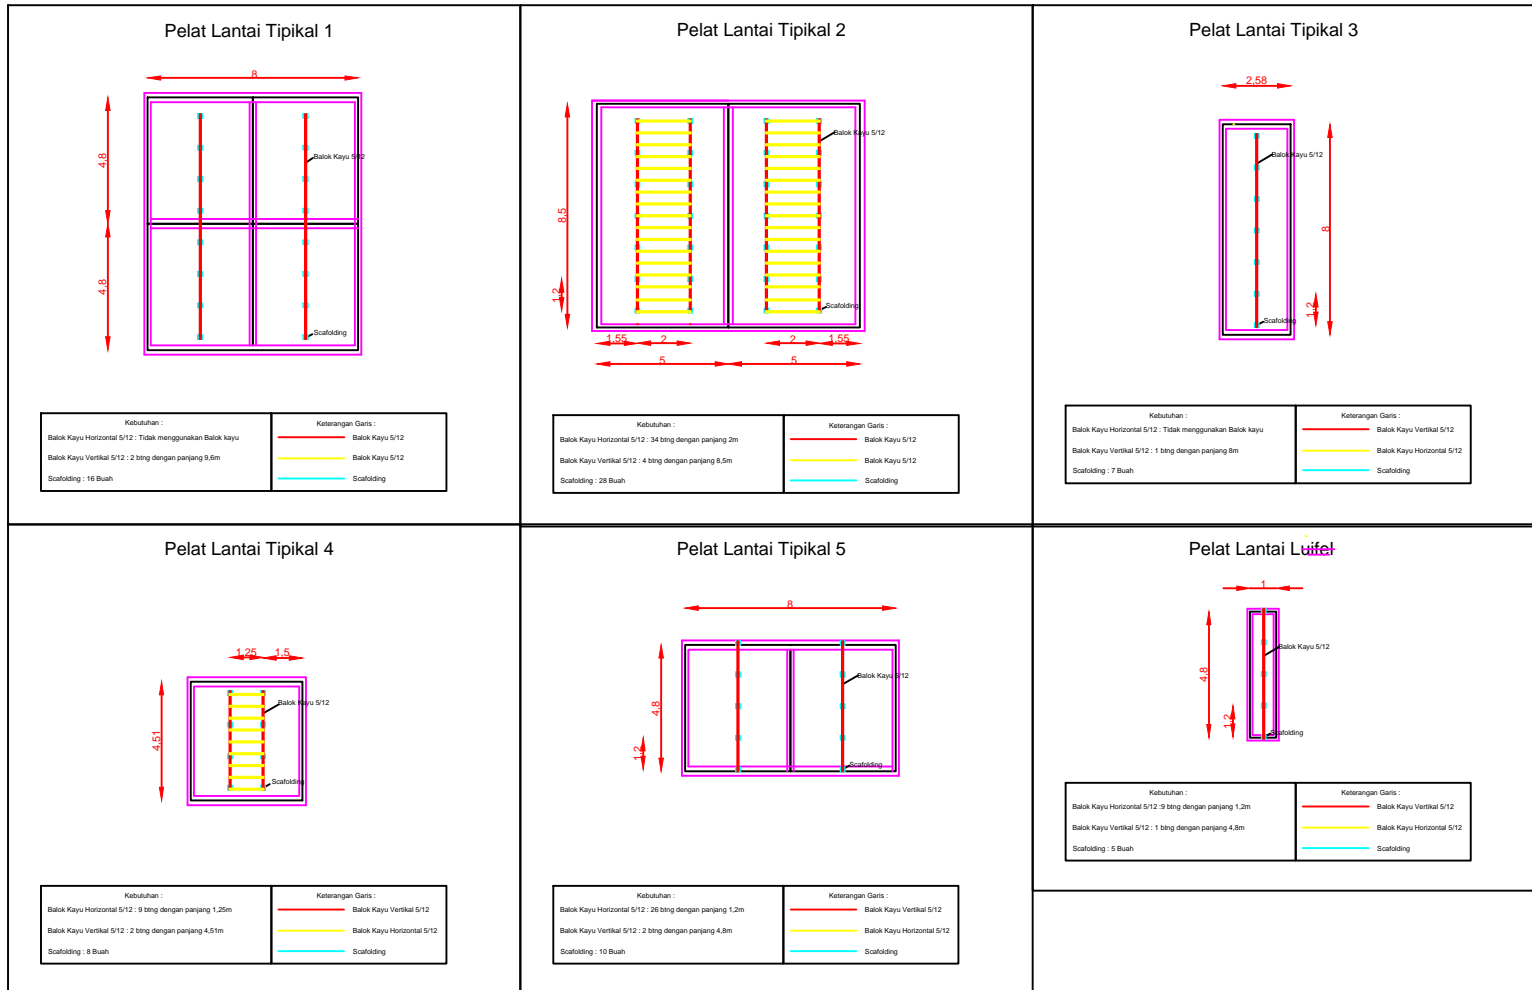 Pelat Lantai Tipikal 1
8
4,8
4,8
Balok Kayu 5/12
Scafolding
Kebutuhan :
Balok Kayu Horizontal 5/12 : Tidak menggunakan Balok kayu
Balok Kayu Vertikal 5/12 : 2 btng dengan panjang 9,6m
Scafolding : 16 Buah
Keterangan Garis :
Balok Kayu 5/12
Balok Kayu 5/12
Scafolding
Pelat Lantai Tipikal 2
8,5
1,2
Balok Kayu 5/12
Scafolding
1,55
2
2
1,55
5
5
Kebutuhan :
Balok Kayu Horizontal 5/12 : 34 btng dengan panjang 2m
Balok Kayu Vertikal 5/12 : 4 btng dengan panjang 8,5m
Scafolding : 28 Buah
Keterangan Garis :
Balok Kayu 5/12
Balok Kayu 5/12
Scafolding
Pelat Lantai Tipikal 3
2,58
Balok Kayu 5/12
8
1,2
Scafolding
Kebutuhan :
Balok Kayu Horizontal 5/12 : Tidak menggunakan Balok kayu
Balok Kayu Vertikal 5/12 : 1 btng dengan panjang 8m
Scafolding : 7 Buah
Keterangan Garis :
Balok Kayu Vertikal 5/12
Balok Kayu Horizontal 5/12
Scafolding
Pelat Lantai Tipikal 4
1,25
1,5
4,51
Balok Kayu 5/12
Scafolding
Kebutuhan :
Balok Kayu Horizontal 5/12 : 9 btng dengan panjang 1,25m
Balok Kayu Vertikal 5/12 : 2 btng dengan panjang 4,51m
Scafolding : 8 Buah
Keterangan Garis :
Balok Kayu Vertikal 5/12
Balok Kayu Horizontal 5/12
Scafolding
Pelat Lantai Tipikal 5
8
4,8
1,2
Balok Kayu 5/12
Scafolding
Kebutuhan :
Balok Kayu Horizontal 5/12 : 26 btng dengan panjang 1,2m
Balok Kayu Vertikal 5/12 : 2 btng dengan panjang 4,8m
Scafolding : 10 Buah
Keterangan Garis :
Balok Kayu Vertikal 5/12
Balok Kayu Horizontal 5/12
Scafolding
Pelat Lantai Luifel
1
4,8
1,2
Balok Kayu 5/12
Scafolding
Kebutuhan :
Balok Kayu Horizontal 5/12 :9 btng dengan panjang 1,2m
Balok Kayu Vertikal 5/12 : 1 btng dengan panjang 4,8m
Scafolding : 5 Buah
Keterangan Garis :
Balok Kayu Vertikal 5/12
Balok Kayu Horizontal 5/12
Scafolding